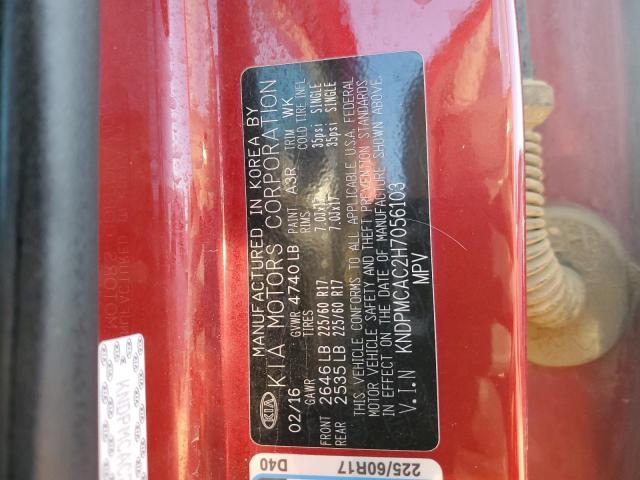 KIA
MANUFACTURED IN KOREA BY
KIA MOTORS CORPORATION
02/16 GVWR 4740 LB PAINT A3R TRIM WK
GAWR TIRES RIMS COLD TIRE INFL
FRONT 2646 LB 225/60 R17 7.0Jx17 35psi SINGLE
REAR 2535 LB 225/60 R17 7.0Jx17 35psi SINGLE
THIS VEHICLE CONFORMS TO ALL APPLICABLE U.S.A. FEDERAL
MOTOR VEHICLE SAFETY AND THEFT PREVENTION STANDARDS
IN EFFECT ON THE DATE OF MANUFACTURE SHOWN ABOVE.
V.I.N KNDPMCAC2H7056103
MPV
D40
225/60R17